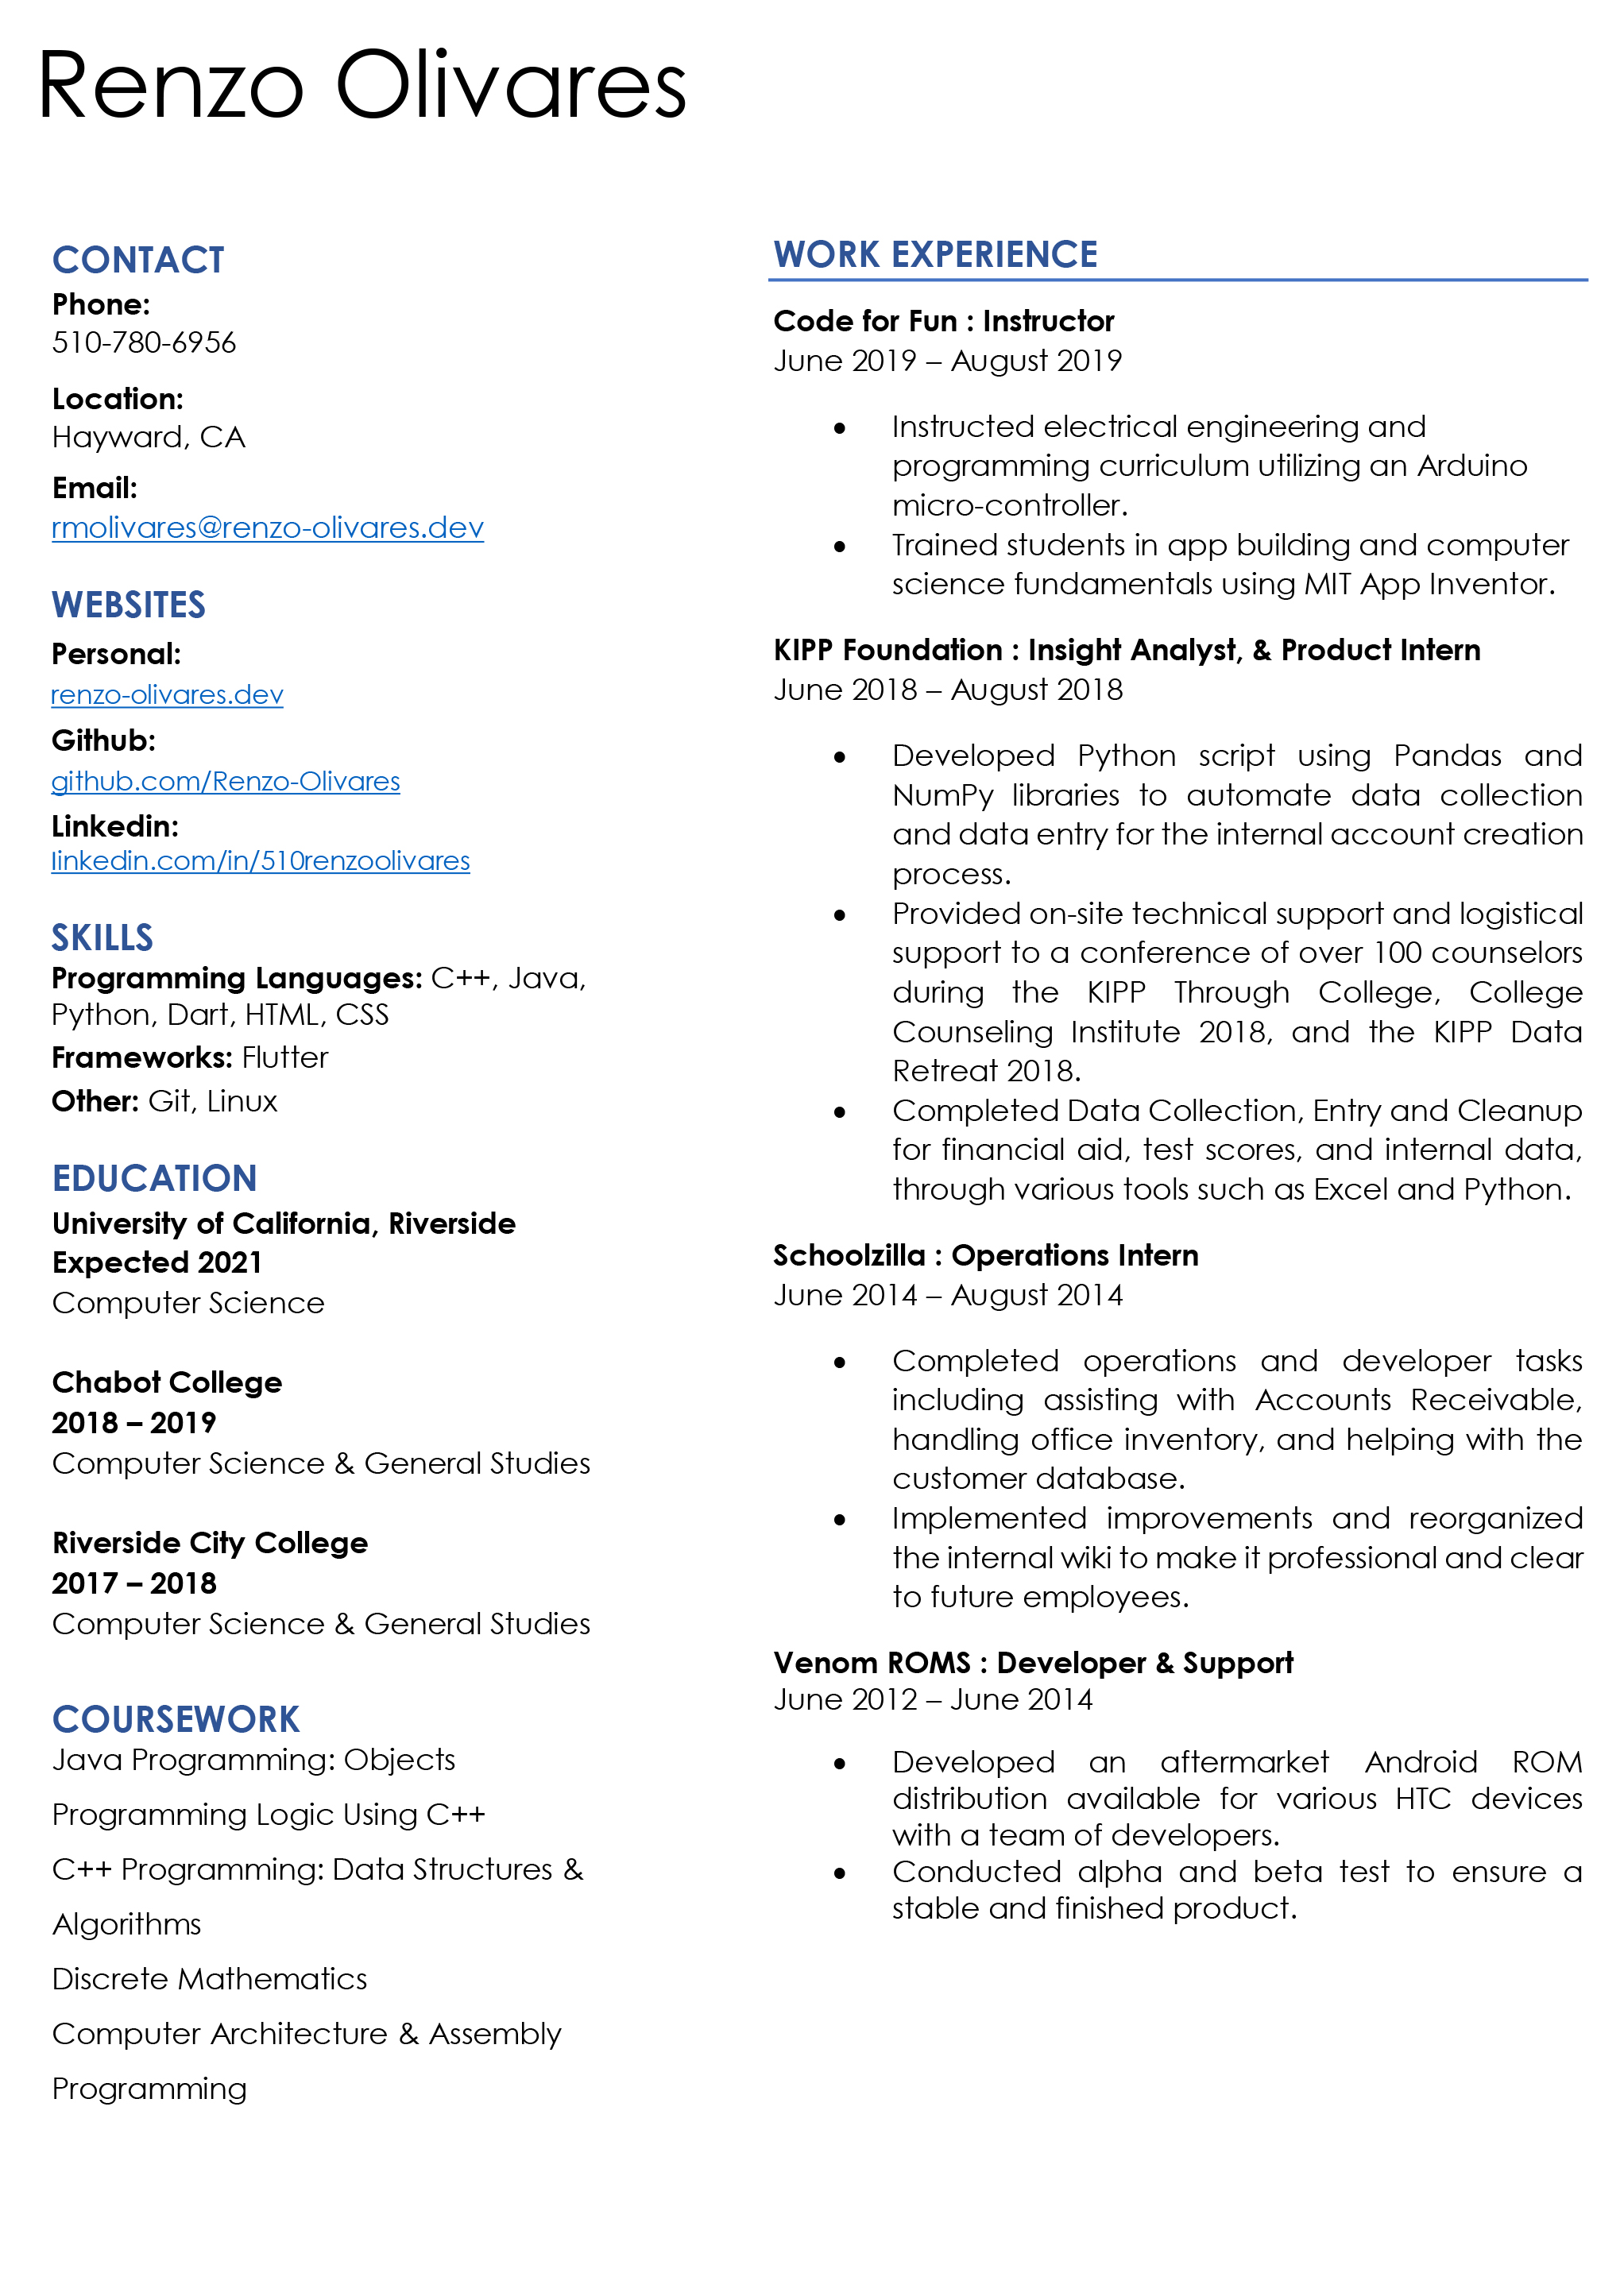 Renzo Olivares
CONTACT
Phone:
510-780-6956
Location:
Hayward, CA
Email:
rmolivares@renzo-olivares.dev
WEBSITES
Personal:
renzo-olivares.dev
Github:
github.com/Renzo-Olivares
Linkedin:
linkedin.com/in/510renzoolivares
SKILLS
Programming Languages: C++, Java,
Python, Dart, HTML, CSS
Frameworks: Flutter
Other: Git, Linux
EDUCATION
University of California, Riverside
Expected 2021
Computer Science
Chabot College
2018 – 2019
Computer Science & General Studies
Riverside City College
2017 – 2018
Computer Science & General Studies
COURSEWORK
Java Programming: Objects
Programming Logic Using C++
C++ Programming: Data Structures &
Algorithms
Discrete Mathematics
Computer Architecture & Assembly
Programming
WORK EXPERIENCE
Code for Fun : Instructor
June 2019 – August 2019
• Instructed electrical engineering and
programming curriculum utilizing an Arduino
micro-controller.
• Trained students in app building and computer
science fundamentals using MIT App Inventor.
KIPP Foundation : Insight Analyst, & Product Intern
June 2018 – August 2018
• Developed Python script using Pandas and
NumPy libraries to automate data collection
and data entry for the internal account creation
process.
• Provided on-site technical support and logistical
support to a conference of over 100 counselors
during the KIPP Through College, College
Counseling Institute 2018, and the KIPP Data
Retreat 2018.
• Completed Data Collection, Entry and Cleanup
for financial aid, test scores, and internal data,
through various tools such as Excel and Python.
Schoolzilla : Operations Intern
June 2014 – August 2014
• Completed operations and developer tasks
including assisting with Accounts Receivable,
handling office inventory, and helping with the
customer database.
• Implemented improvements and reorganized
the internal wiki to make it professional and clear
to future employees.
Venom ROMS : Developer & Support
June 2012 – June 2014
• Developed an aftermarket Android ROM
distribution available for various HTC devices
with a team of developers.
• Conducted alpha and beta test to ensure a
stable and finished product.